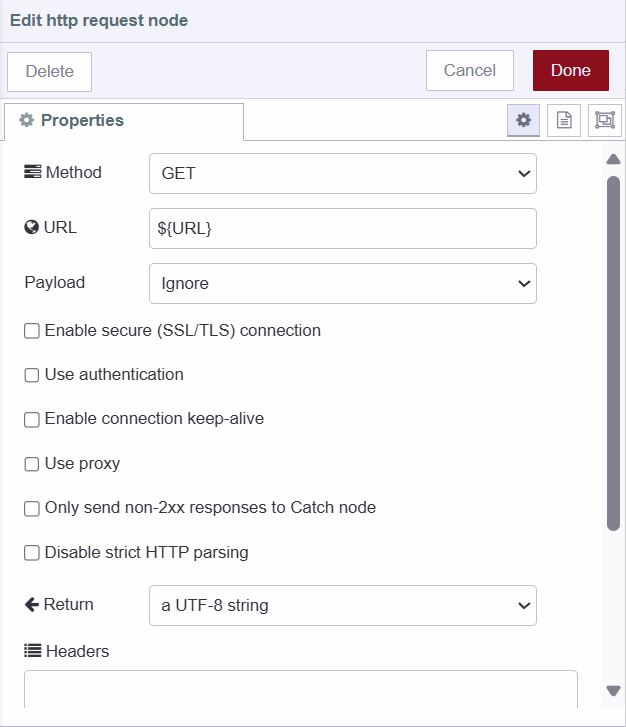 Edit http request node
Delete
Cancel
Done
Properties
Method
GET
URL
${URL}
Payload
Ignore
Enable secure (SSL/TLS) connection
Use authentication
Enable connection keep-alive
Use proxy
Only send non-2xx responses to Catch node
Disable strict HTTP parsing
Return
a UTF-8 string
Headers